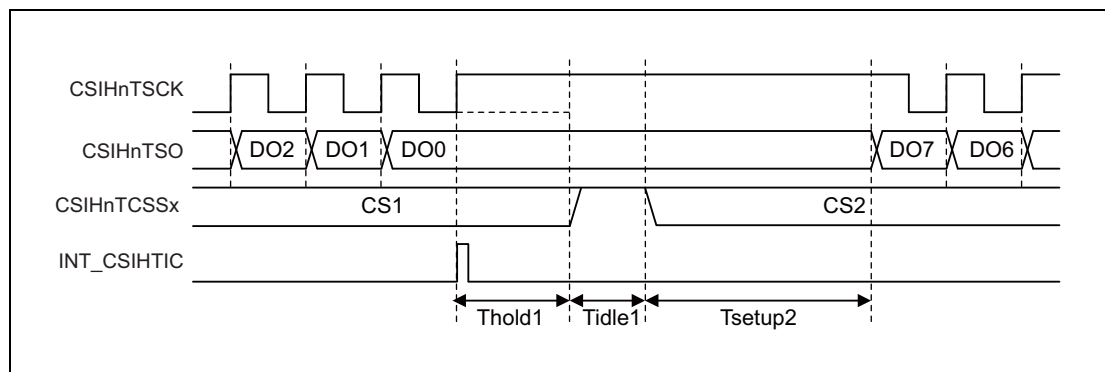 CSIHnTSCK
CSIHnTSO DO2 DO1 DO0 DO7 DO6
CSIHnTCSSx CS1 CS2
INT_CSIHTIC
Thold1 Tidle1 Tsetup2